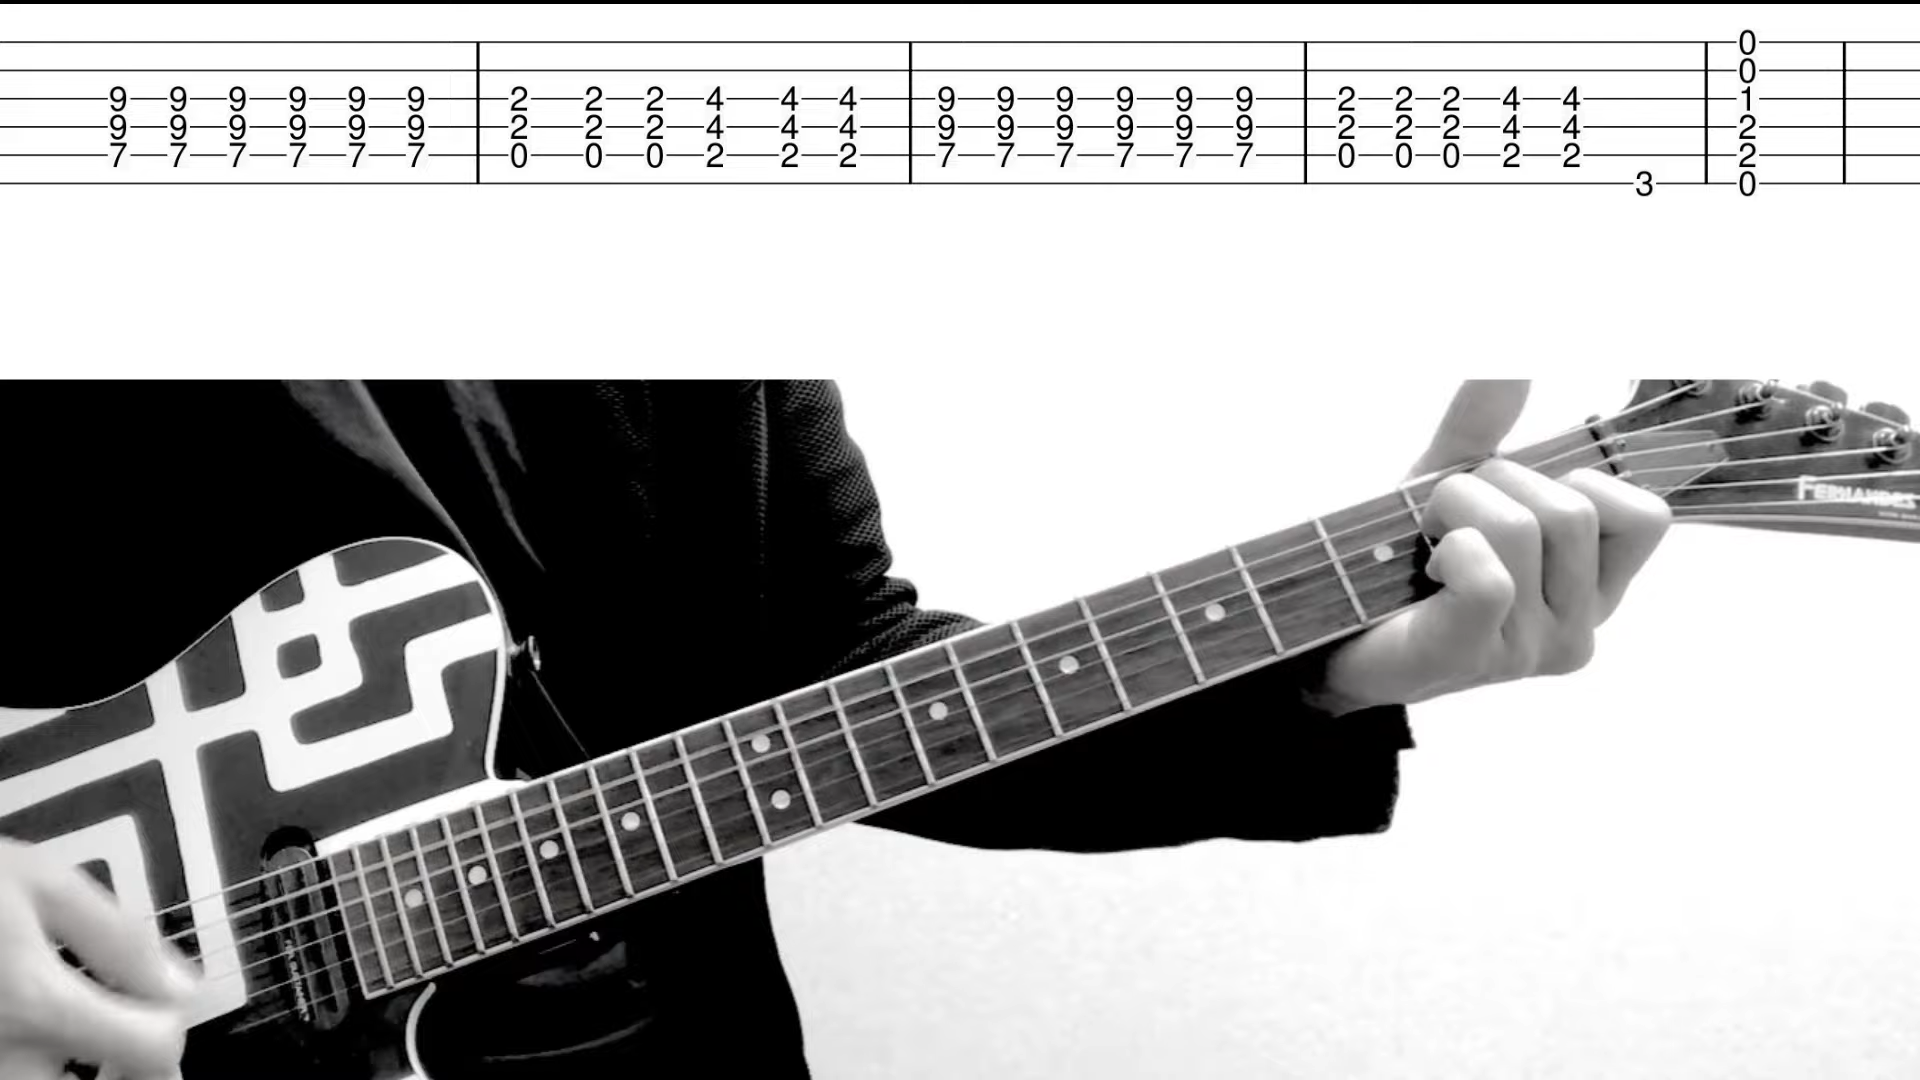 0
0
9 9 9 9 9 9 2 2 2 4 4 4 9 9 9 9 9 9 2 2 2 4 4 1
9 9 9 9 9 9 2 2 2 4 4 4 9 9 9 9 9 9 2 2 2 4 4 2
7 7 7 7 7 7 0 0 0 2 2 2 7 7 7 7 7 7 0 0 0 2 2 2
3 0
FERNANDES